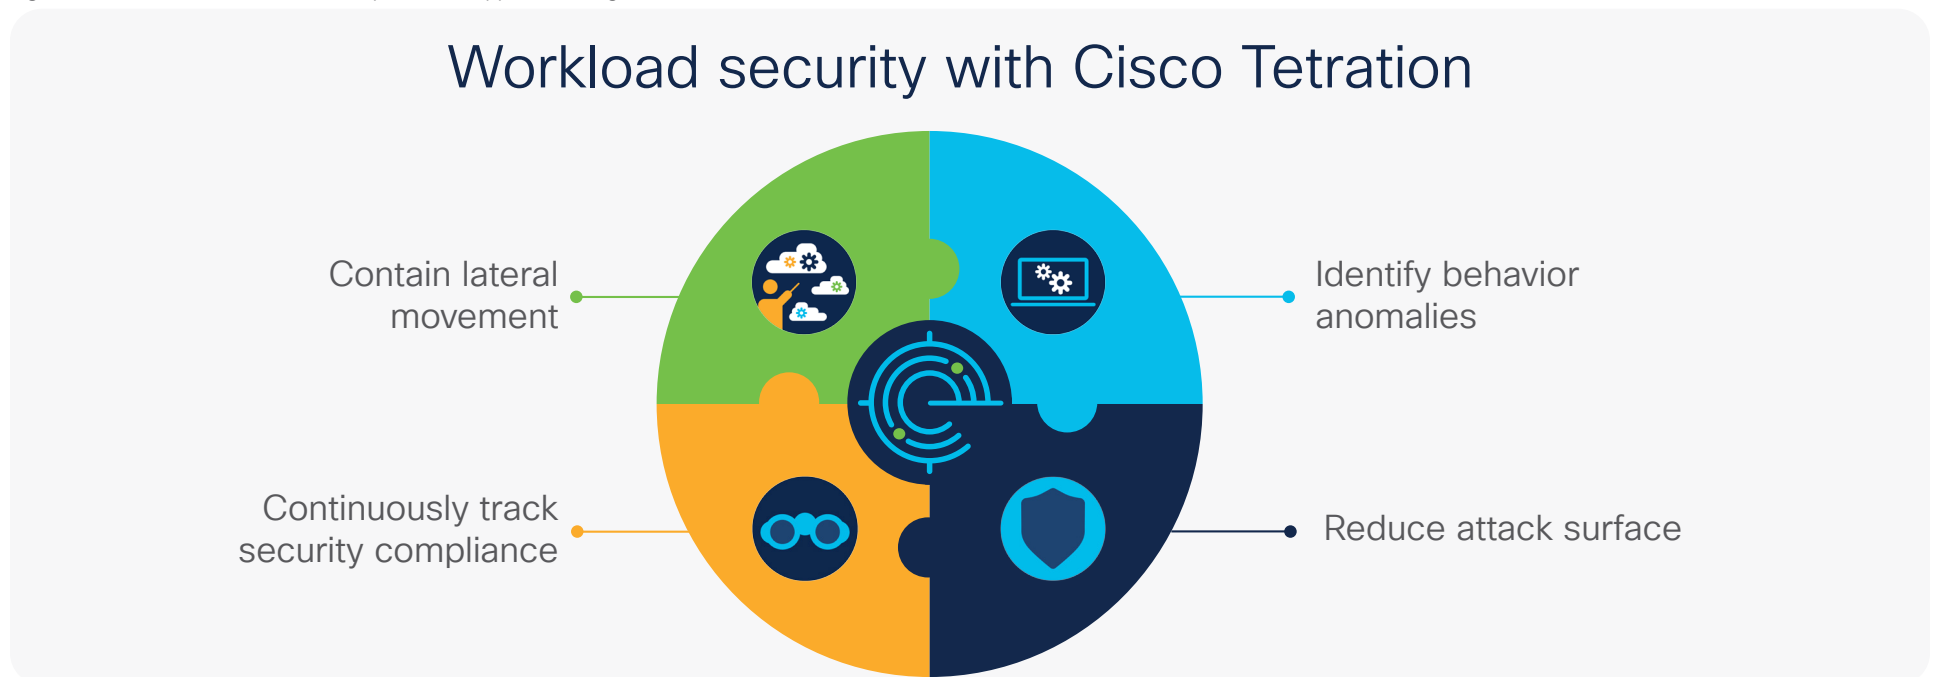 Workload security with Cisco Tetration
Contain lateral
movement
Identify behavior
anomalies
Continuously track
security compliance
Reduce attack surface